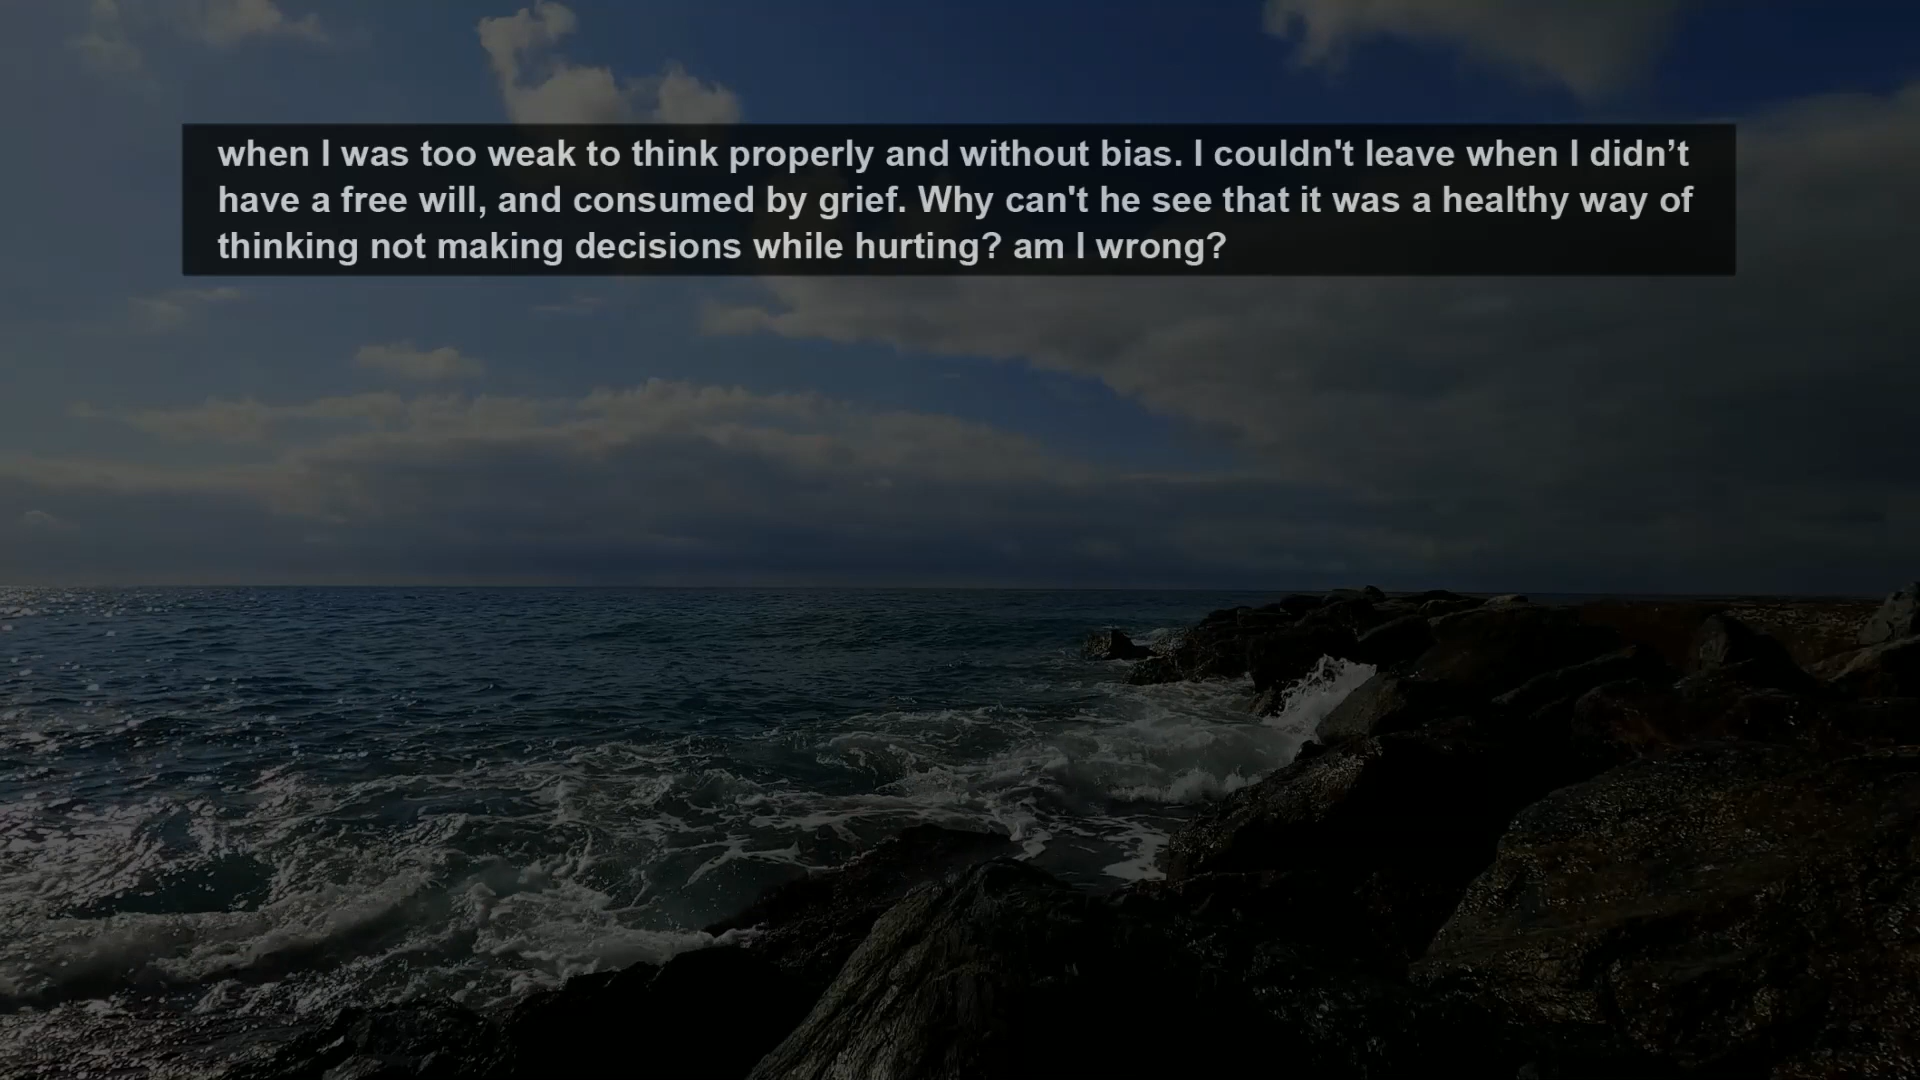 when I was too weak to think properly and without bias. I couldn't leave when I didn’t
have a free will, and consumed by grief. Why can't he see that it was a healthy way of
thinking not making decisions while hurting? am I wrong?